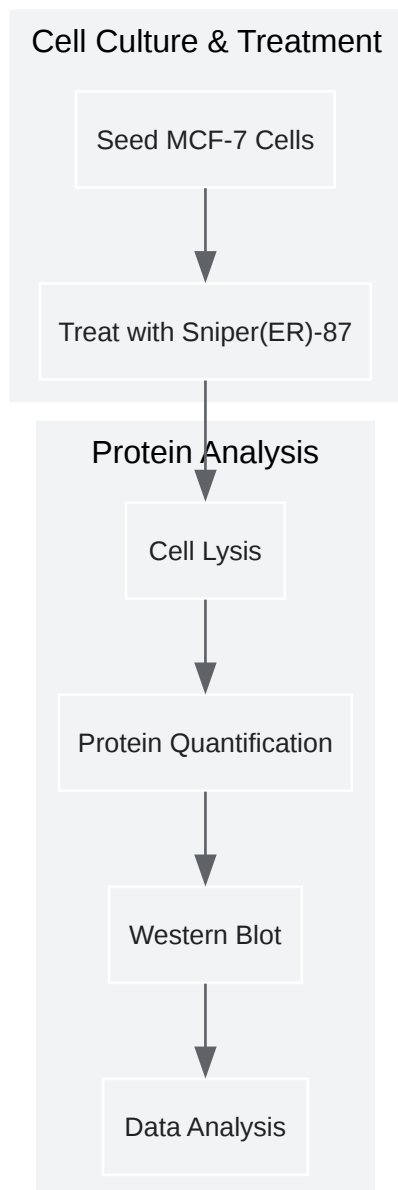 Cell Culture & Treatment
Seed MCF-7 Cells
Treat with Sniper(ER)-87
Protein Analysis
Cell Lysis
Protein Quantification
Western Blot
Data Analysis